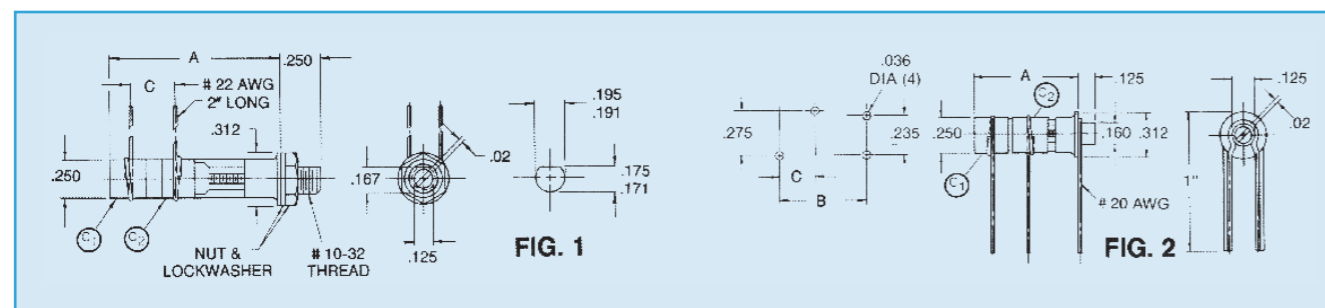 A
.250
C
# 22 AWG
2" LONG
.312
.250
C1
C2
NUT &
LOCKWASHER
# 10-32
THREAD
.167
.02
.125
.195
.191
.175
.171
FIG. 1
.036
DIA (4)
.275
.235
C
B
A
C2
.125
.250
.160
.312
C1
# 20 AWG
1"
.125
.02
FIG. 2